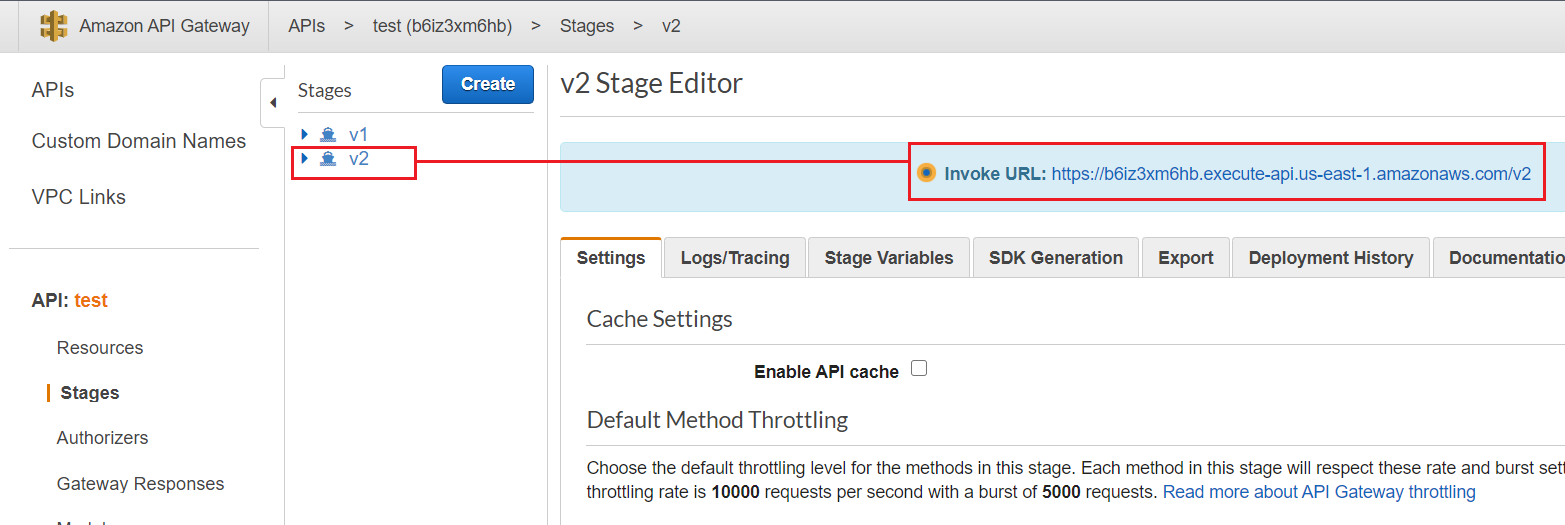 Amazon API Gateway APIs > test (b6iz3xm6hb) > Stages > v2
APIs
Custom Domain Names
VPC Links
API: test
Resources
Stages
Authorizers
Gateway Responses
Stages Create
v1
v2
v2 Stage Editor
Invoke URL: https://b6iz3xm6hb.execute-api.us-east-1.amazonaws.com/v2
Settings Logs/Tracing Stage Variables SDK Generation Export Deployment History Documentatio
Cache Settings
Enable API cache
Default Method Throttling
Choose the default throttling level for the methods in this stage. Each method in this stage will respect these rate and burst sett
throttling rate is 10000 requests per second with a burst of 5000 requests. Read more about API Gateway throttling